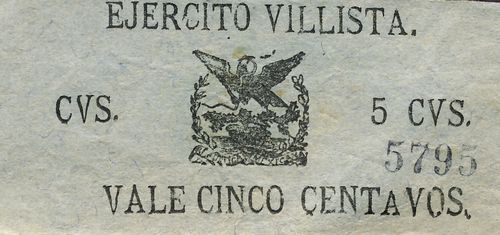 EJERCITO VILLISTA.
CVS. 5 CVS.
5795
VALE CINCO CENTAVOS.